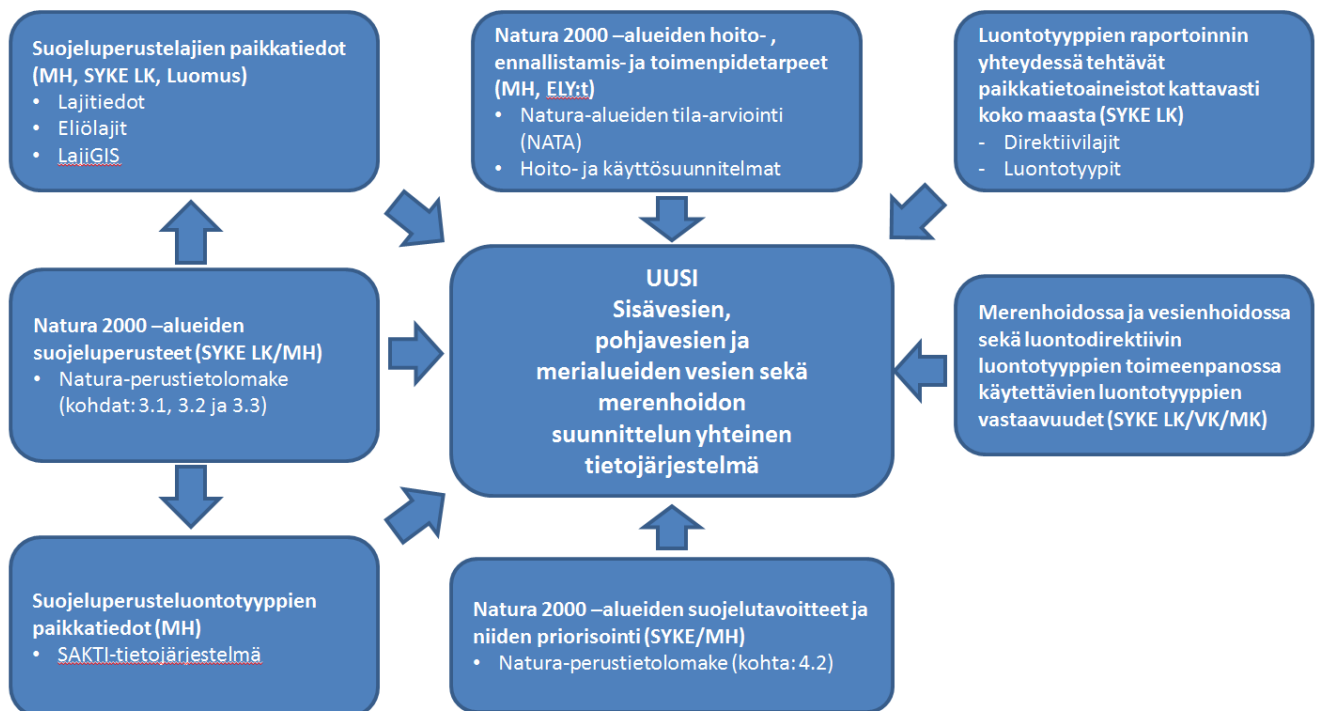 Suojeluperustelajien paikkatiedot
(MH, SYKE LK, Luomus)
• Lajitiedot
• Eliölajit
• LajiGIS
Natura 2000 –alueiden hoito- ,
ennallistamis- ja toimenpidetarpeet
(MH, ELY:t)
• Natura-alueiden tila-arviointi
(NATA)
• Hoito- ja käyttösuunnitelmat
Luontotyyppien raportoinnin
yhteydessä tehtävät
paikkatietoaineistot kattavasti
koko maasta (SYKE LK)
- Direktiivilajit
- Luontotyypit
Natura 2000 –alueiden
suojeluperusteet (SYKE LK/MH)
• Natura-perustietolomake
(kohdat: 3.1, 3.2 ja 3.3)
UUSI
Sisävesien,
pohjavesien ja
merialueiden vesien sekä
merenhoidon
suunnittelun yhteinen
tietojärjestelmä
Merenhoidossa ja vesienhoidossa
sekä luontodirektiivin
luontotyyppien toimeenpanossa
käytettävien luontotyyppien
vastaavuudet (SYKE LK/VK/MK)
Suojeluperusteluontotyyppien
paikkatiedot (MH)
• SAKTI-tietojärjestelmä
Natura 2000 –alueiden suojelutavoitteet ja
niiden priorisointi (SYKE/MH)
• Natura-perustietolomake (kohta: 4.2)